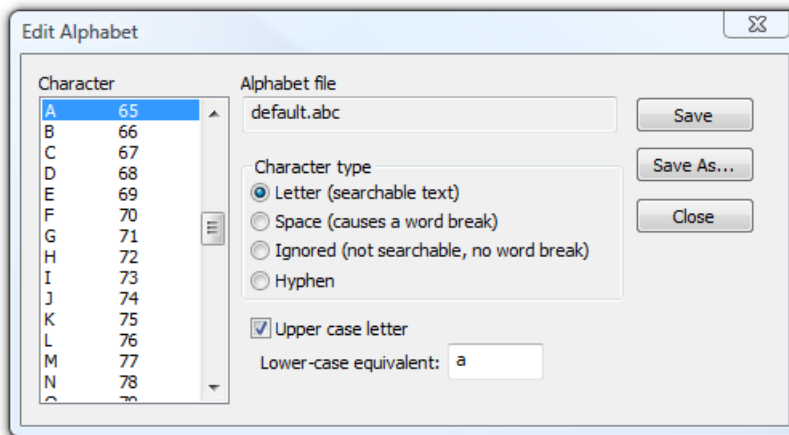 Edit Alphabet
Character
A 65
B 66
C 67
D 68
E 69
F 70
G 71
H 72
I 73
J 74
K 75
L 76
M 77
N 78
Alphabet file
default.abc
Character type
Letter (searchable text)
Space (causes a word break)
Ignored (not searchable, no word break)
Hyphen
Upper case letter
Lower-case equivalent: a
Save
Save As...
Close